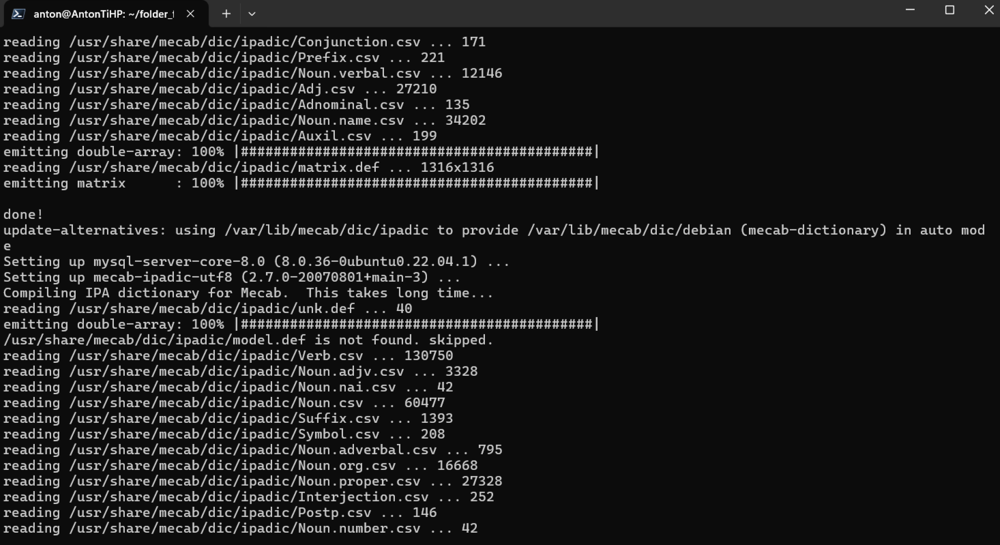 anton@AntonTiHP: ~/folder_f
reading /usr/share/mecab/dic/ipadic/Conjunction.csv ... 171
reading /usr/share/mecab/dic/ipadic/Prefix.csv ... 221
reading /usr/share/mecab/dic/ipadic/Noun.verbal.csv ... 12146
reading /usr/share/mecab/dic/ipadic/Adj.csv ... 27210
reading /usr/share/mecab/dic/ipadic/Adnominal.csv ... 135
reading /usr/share/mecab/dic/ipadic/Noun.name.csv ... 34202
reading /usr/share/mecab/dic/ipadic/Auxil.csv ... 199
emitting double-array: 100% |###########################################|
reading /usr/share/mecab/dic/ipadic/matrix.def ... 1316x1316
emitting matrix      : 100% |###########################################|
done!
update-alternatives: using /var/lib/mecab/dic/ipadic to provide /var/lib/mecab/dic/debian (mecab-dictionary) in auto mod
e
Setting up mysql-server-core-8.0 (8.0.36-0ubuntu0.22.04.1) ...
Setting up mecab-ipadic-utf8 (2.7.0-20070801+main-3) ...
Compiling IPA dictionary for Mecab.  This takes long time...
reading /usr/share/mecab/dic/ipadic/unk.def ... 40
emitting double-array: 100% |###########################################|
/usr/share/mecab/dic/ipadic/model.def is not found. skipped.
reading /usr/share/mecab/dic/ipadic/Verb.csv ... 130750
reading /usr/share/mecab/dic/ipadic/Noun.adjv.csv ... 3328
reading /usr/share/mecab/dic/ipadic/Noun.nai.csv ... 42
reading /usr/share/mecab/dic/ipadic/Noun.csv ... 60477
reading /usr/share/mecab/dic/ipadic/Suffix.csv ... 1393
reading /usr/share/mecab/dic/ipadic/Symbol.csv ... 208
reading /usr/share/mecab/dic/ipadic/Noun.adverbal.csv ... 795
reading /usr/share/mecab/dic/ipadic/Noun.org.csv ... 16668
reading /usr/share/mecab/dic/ipadic/Noun.proper.csv ... 27328
reading /usr/share/mecab/dic/ipadic/Interjection.csv ... 252
reading /usr/share/mecab/dic/ipadic/Postp.csv ... 146
reading /usr/share/mecab/dic/ipadic/Noun.number.csv ... 42